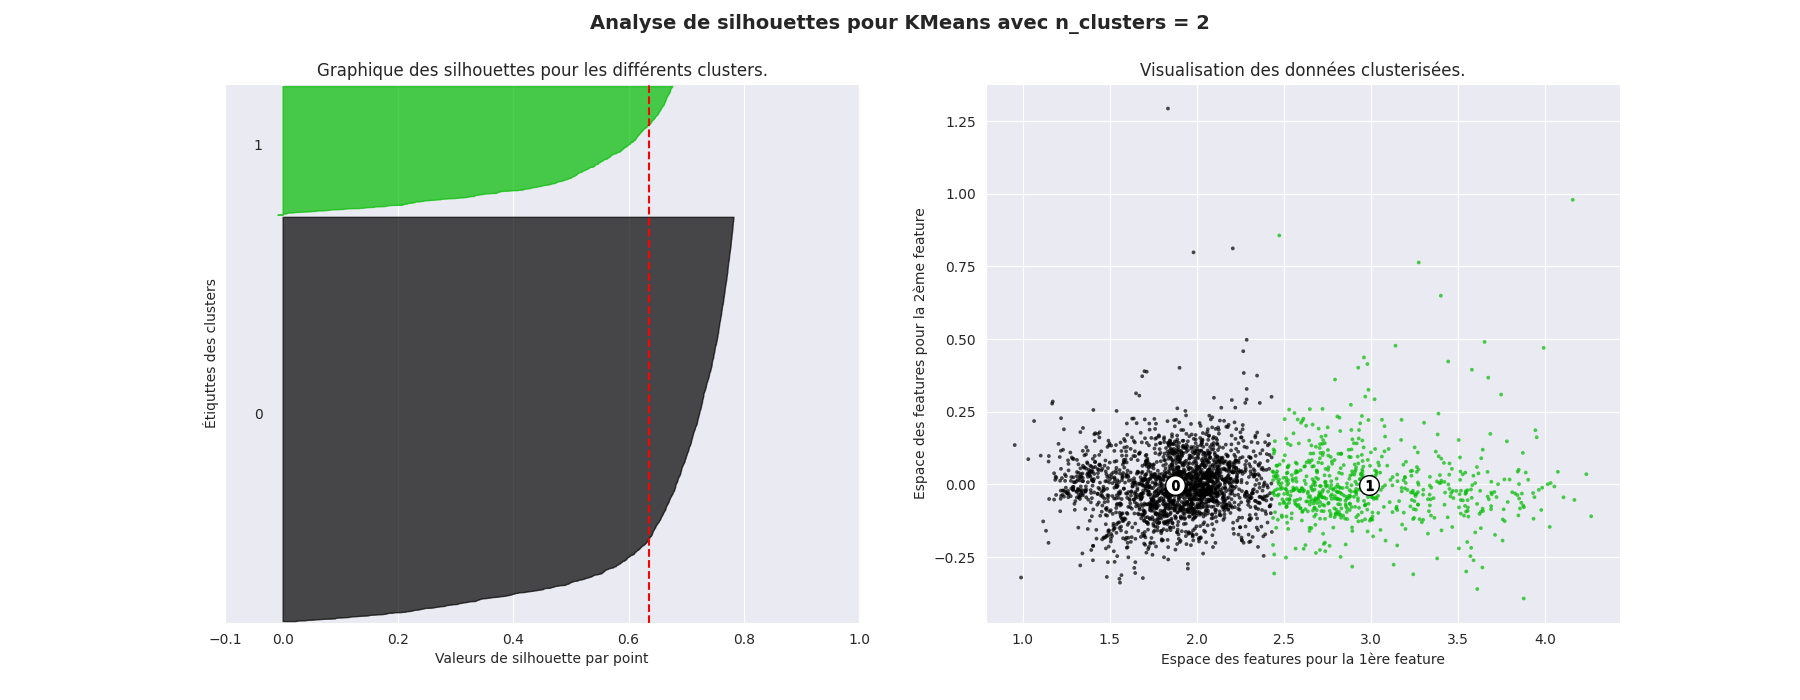 Analyse de silhouettes pour KMeans avec n_clusters = 2
Graphique des silhouettes pour les différents clusters.
Étiquttes des clusters
1
0
−0.1 0.0 0.2 0.4 0.6 0.8 1.0
Valeurs de silhouette par point
Visualisation des données clusterisées.
Espace des features pour la 2ème feature
1.25
1.00
0.75
0.50
0.25
0.00
−0.25
0 1
1.0 1.5 2.0 2.5 3.0 3.5 4.0
Espace des features pour la 1ère feature